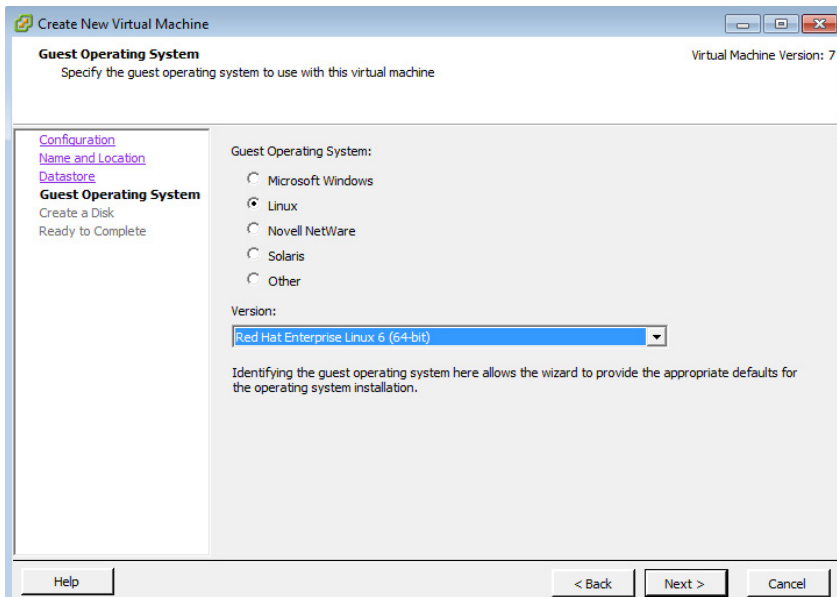 Create New Virtual Machine
Guest Operating System
Virtual Machine Version: 7
Specify the guest operating system to use with this virtual machine
Configuration
Name and Location
Datastore
Guest Operating System
Create a Disk
Ready to Complete
Guest Operating System:
Microsoft Windows
Linux
Novell NetWare
Solaris
Other
Version:
Red Hat Enterprise Linux 6 (64-bit)
Identifying the guest operating system here allows the wizard to provide the appropriate defaults for
the operating system installation.
Help
< Back
Next >
Cancel